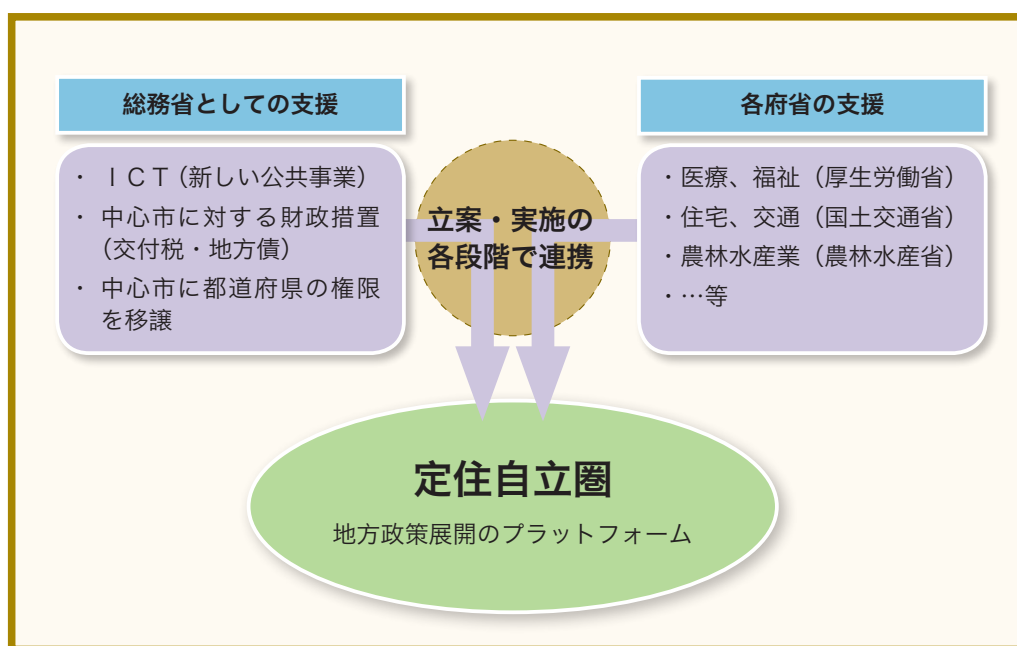 総務省としての支援
・ ＩＣＴ（新しい公共事業）
・ 中心市に対する財政措置
（交付税・地方債）
・ 中心市に都道府県の権限
を移譲
立案・実施の
各段階で連携
各府省の支援
・医療、福祉（厚生労働省）
・住宅、交通（国土交通省）
・農林水産業（農林水産省）
・…等
定住自立圏
地方政策展開のプラットフォーム